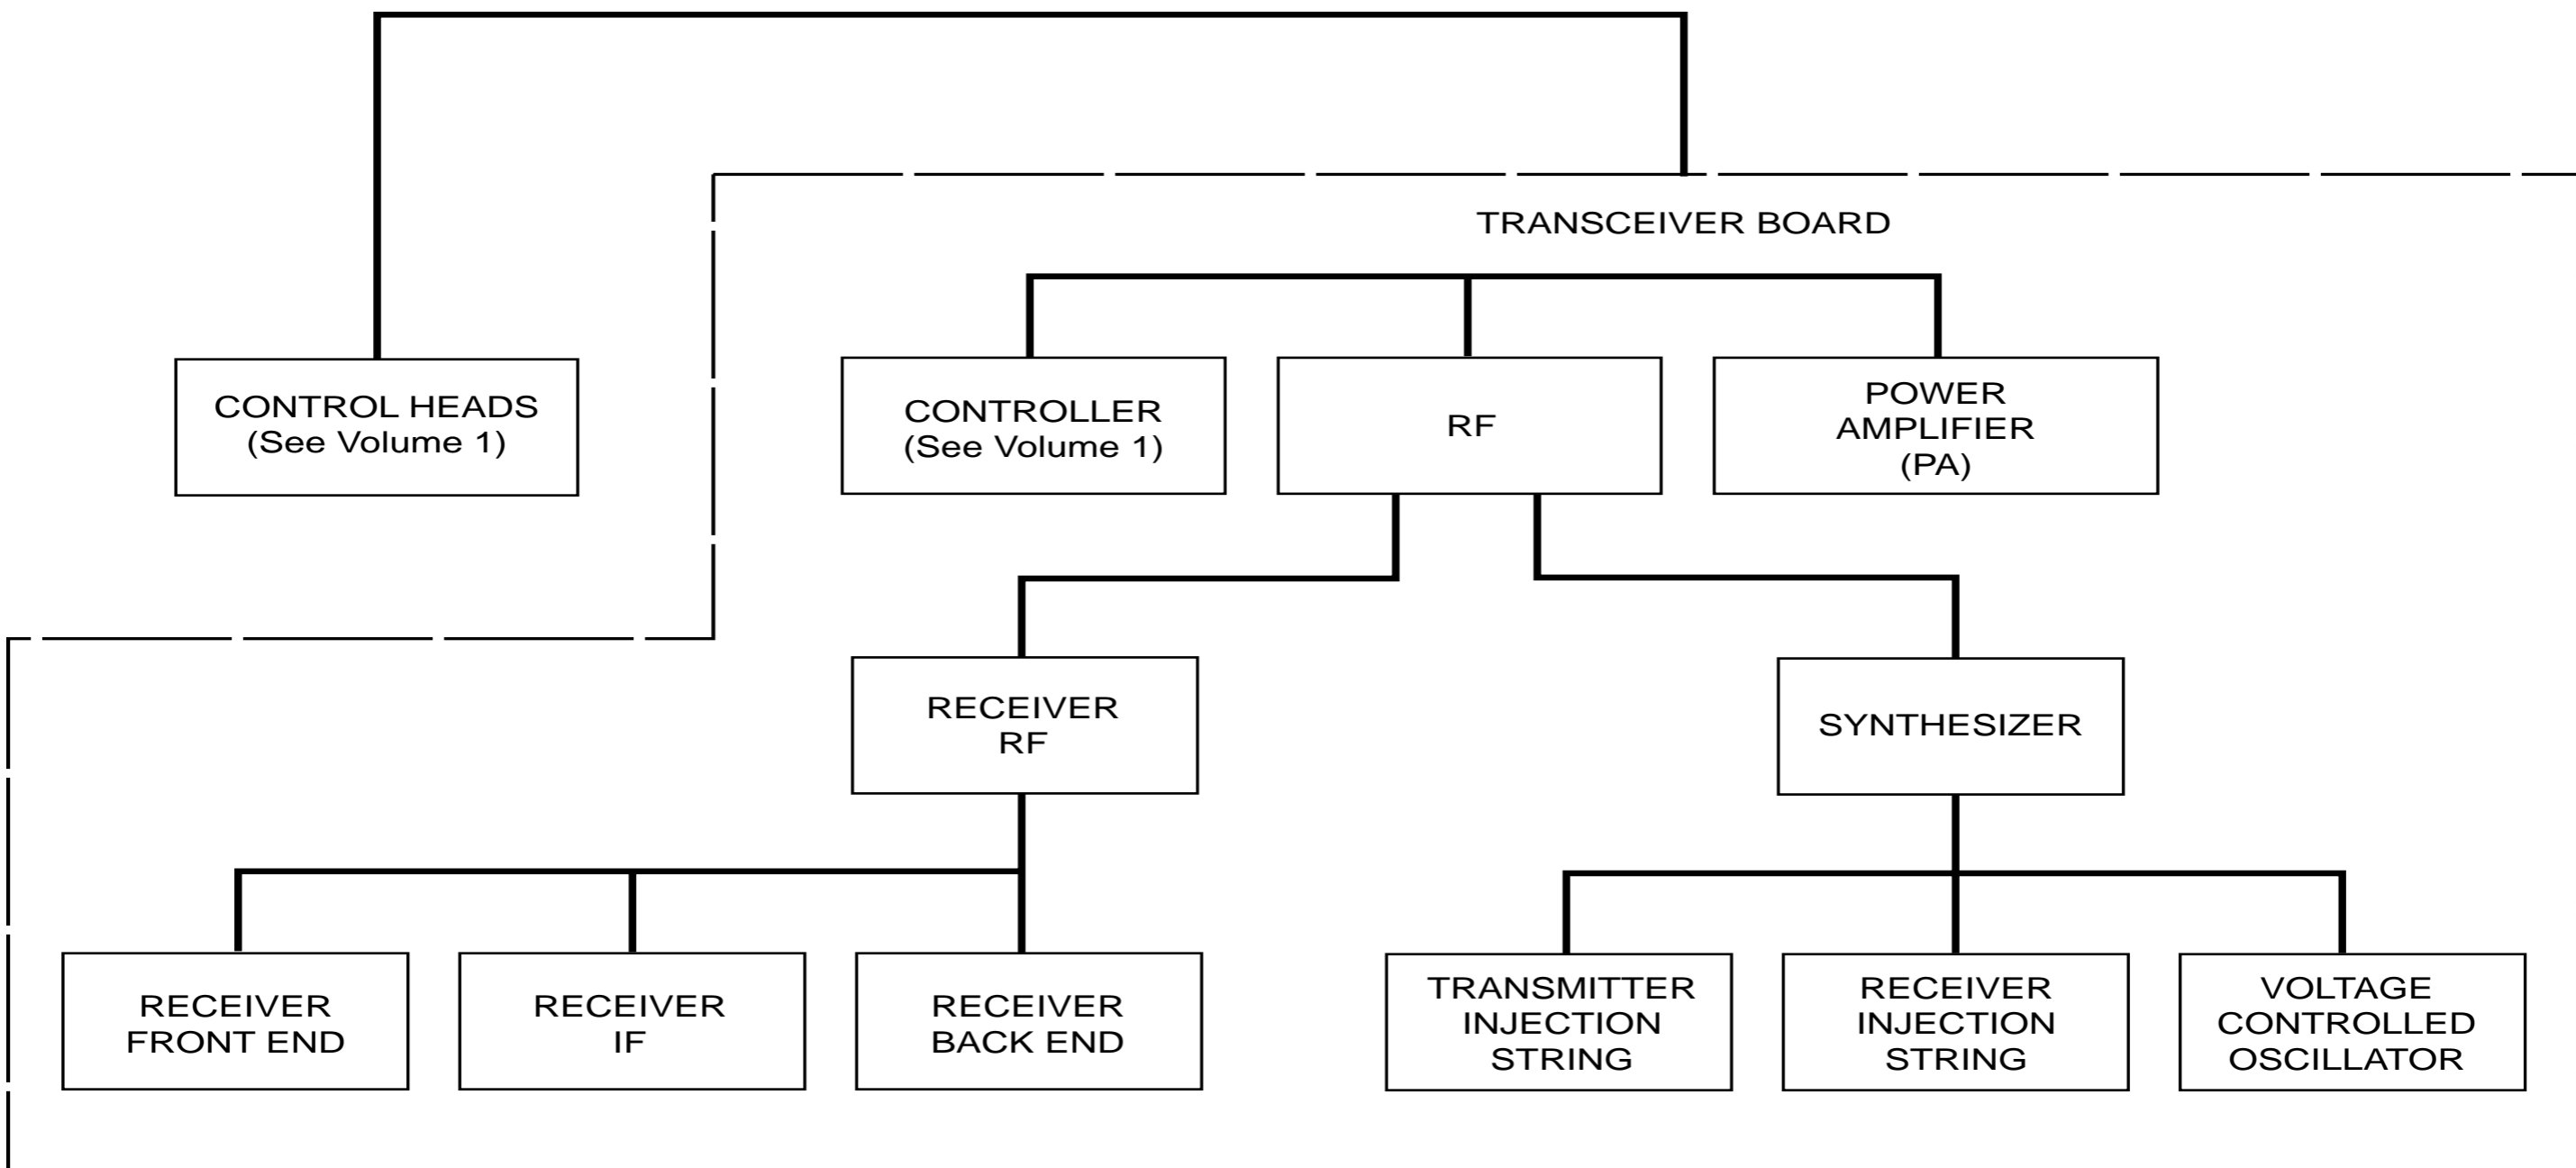 TRANSCEIVER BOARD
CONTROL HEADS
(See Volume 1)
CONTROLLER
(See Volume 1)
RF
POWER
AMPLIFIER
(PA)
RECEIVER
RF
SYNTHESIZER
RECEIVER
FRONT END
RECEIVER
IF
RECEIVER
BACK END
TRANSMITTER
INJECTION
STRING
RECEIVER
INJECTION
STRING
VOLTAGE
CONTROLLED
OSCILLATOR